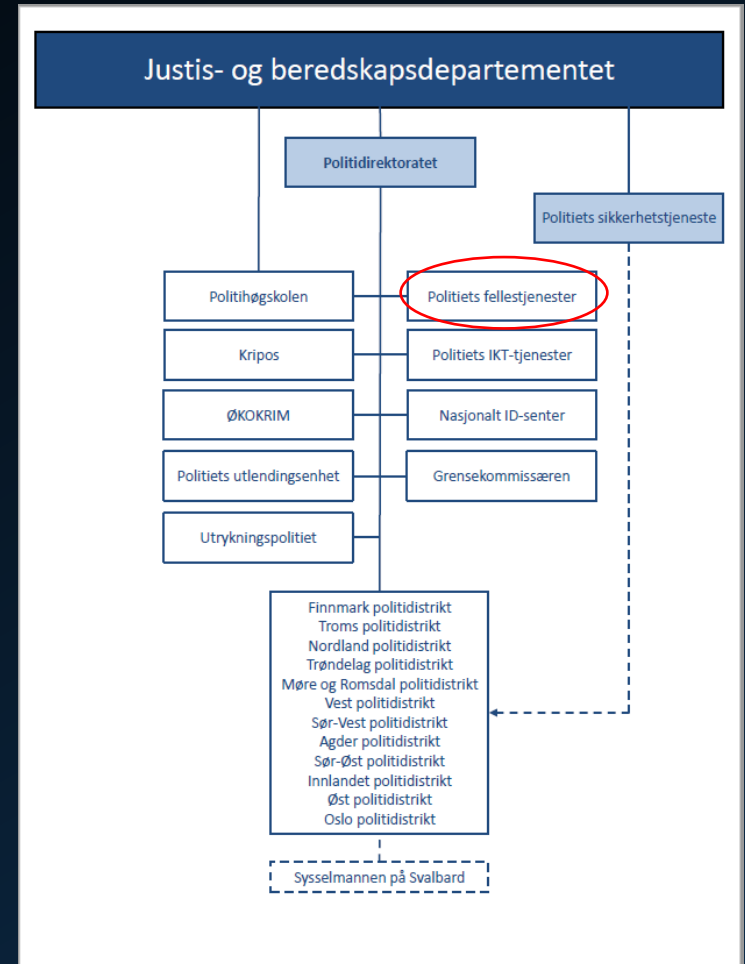 Justis- og beredskapsdepartementet
Politidirektoratet
Politiets sikkerhetstjeneste
Politihøgskolen
Politiets fellestjenester
Kripos
Politiets IKT-tjenester
ØKOKRIM
Nasjonalt ID-senter
Politiets utlendingsenhet
Grensekommissæren
Utrykningspolitiet
Finnmark politidistrikt
Troms politidistrikt
Nordland politidistrikt
Trøndelag politidistrikt
Møre og Romsdal politidistrikt
Vest politidistrikt
Sør-Vest politidistrikt
Agder politidistrikt
Sør-Øst politidistrikt
Innlandet politidistrikt
Øst politidistrikt
Oslo politidistrikt
Sysselmannen på Svalbard